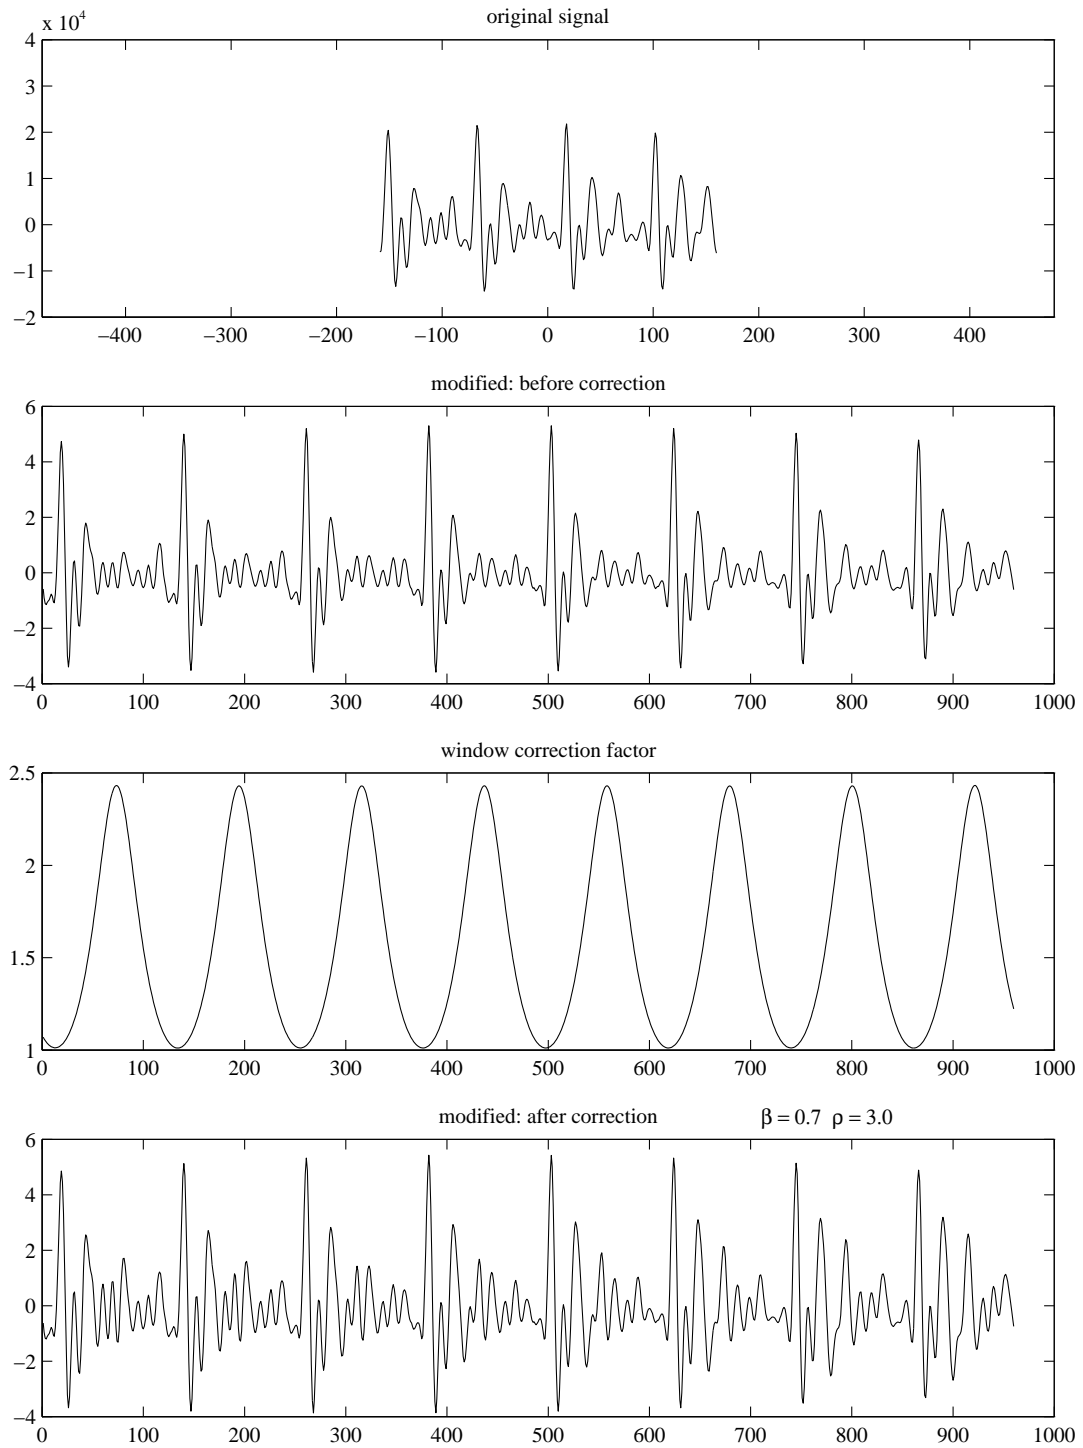 original signal
x 10⁴
4
3
2
1
0
−1
−2
−400 −300 −200 −100 0 100 200 300 400
modified: before correction
6
4
2
0
−2
−4
0 100 200 300 400 500 600 700 800 900 1000
window correction factor
2.5
2
1.5
1
0 100 200 300 400 500 600 700 800 900 1000
modified: after correction β = 0.7 ρ = 3.0
6
4
2
0
−2
−4
0 100 200 300 400 500 600 700 800 900 1000